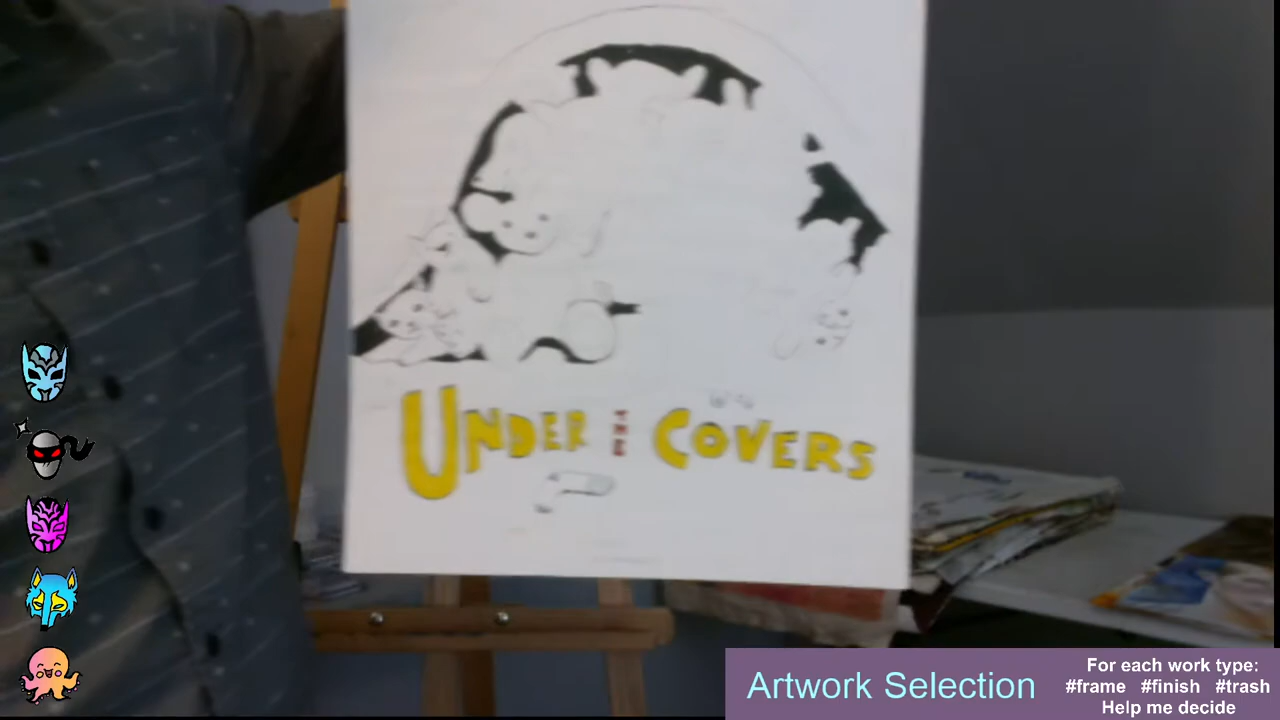 UNDER THE COVERS
Artwork Selection
For each work type:
#frame #finish #trash
Help me decide